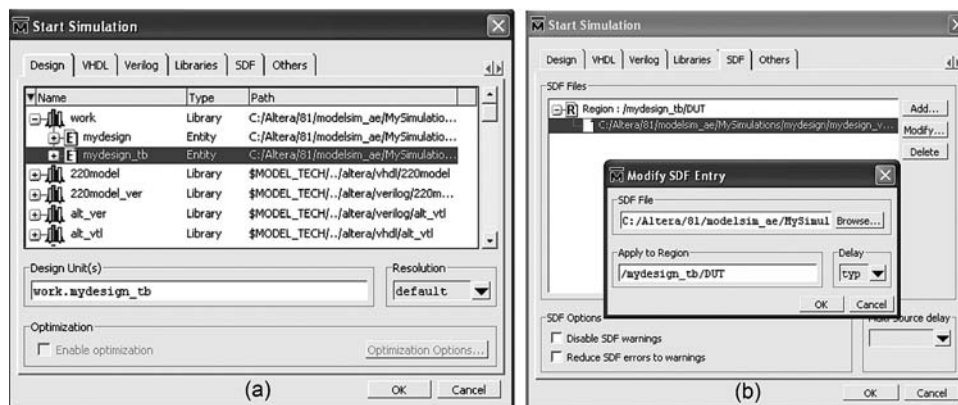 Start Simulation
Design VHDL Verilog Libraries SDF Others
Name Type Path
work Library C:/Altera/81/modelsim_ae/MySimulatio...
mydesign Entity C:/Altera/81/modelsim_ae/MySimulatio...
mydesign_tb Entity C:/Altera/81/modelsim_ae/MySimulatio...
220model Library $MODEL_TECH/../altera/vhdl/220model
220model_ver Library $MODEL_TECH/../altera/verilog/220m...
alt_ver Library $MODEL_TECH/../altera/verilog/alt_vtl
alt_vtl Library $MODEL_TECH/../altera/vhdl/alt_vtl
Design Unit(s)
work.mydesign_tb
Resolution
default
Optimization
Enable optimization
Optimization Options...
OK Cancel
(a)
Start Simulation
Design VHDL Verilog Libraries SDF Others
SDF Files
R Region : /mydesign_tb/DUT
C:/Altera/81/modelsim_ae/MySimulations/mydesign/mydesign_v...
Add...
Modify...
Delete
Modify SDF Entry
SDF File
C:/Altera/81/modelsim_ae/MySimul Browse...
Apply to Region
/mydesign_tb/DUT
Delay
typ
OK Cancel
SDF Options
Disable SDF warnings
Reduce SDF errors to warnings
Source delay
OK Cancel
(b)